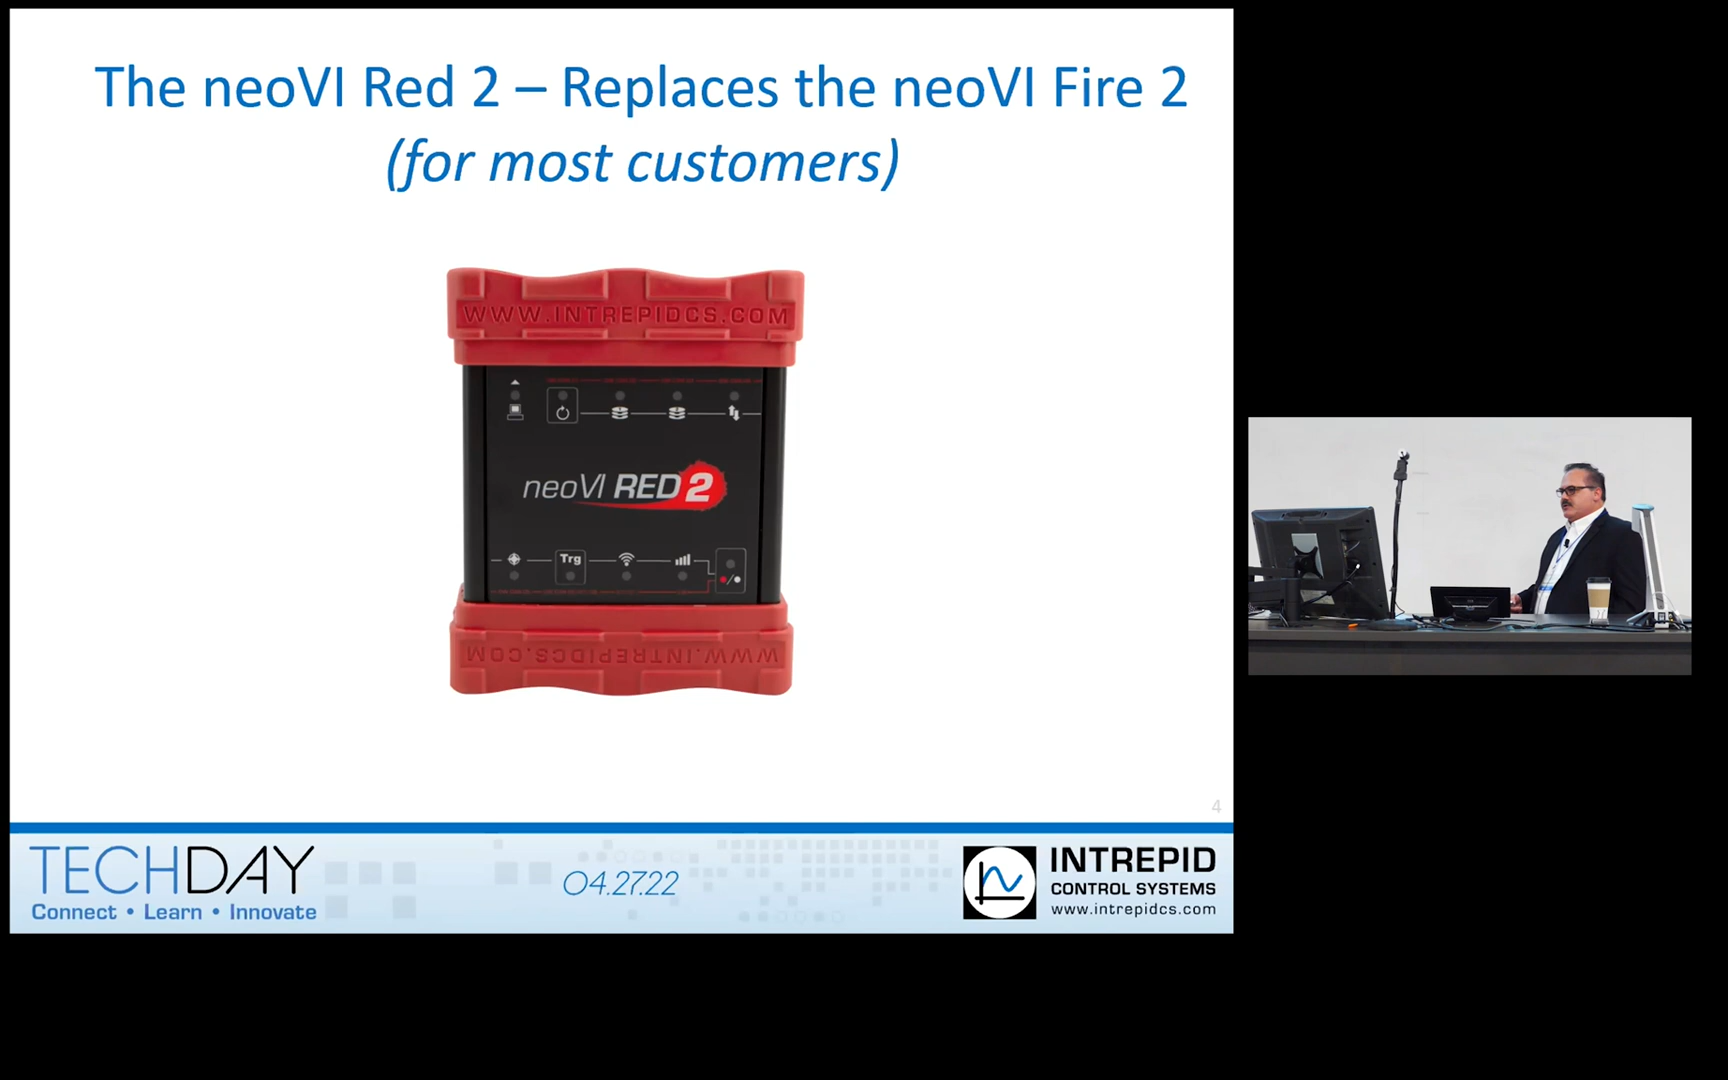 The neoVI Red 2 – Replaces the neoVI Fire 2
(for most customers)
WWW.INTREPIDCS.COM
neoVI RED 2
Trg
WWW.INTREPIDCS.COM
4
TECHDAY
Connect • Learn • Innovate
04.27.22
INTREPID
CONTROL SYSTEMS
www.intrepidcs.com